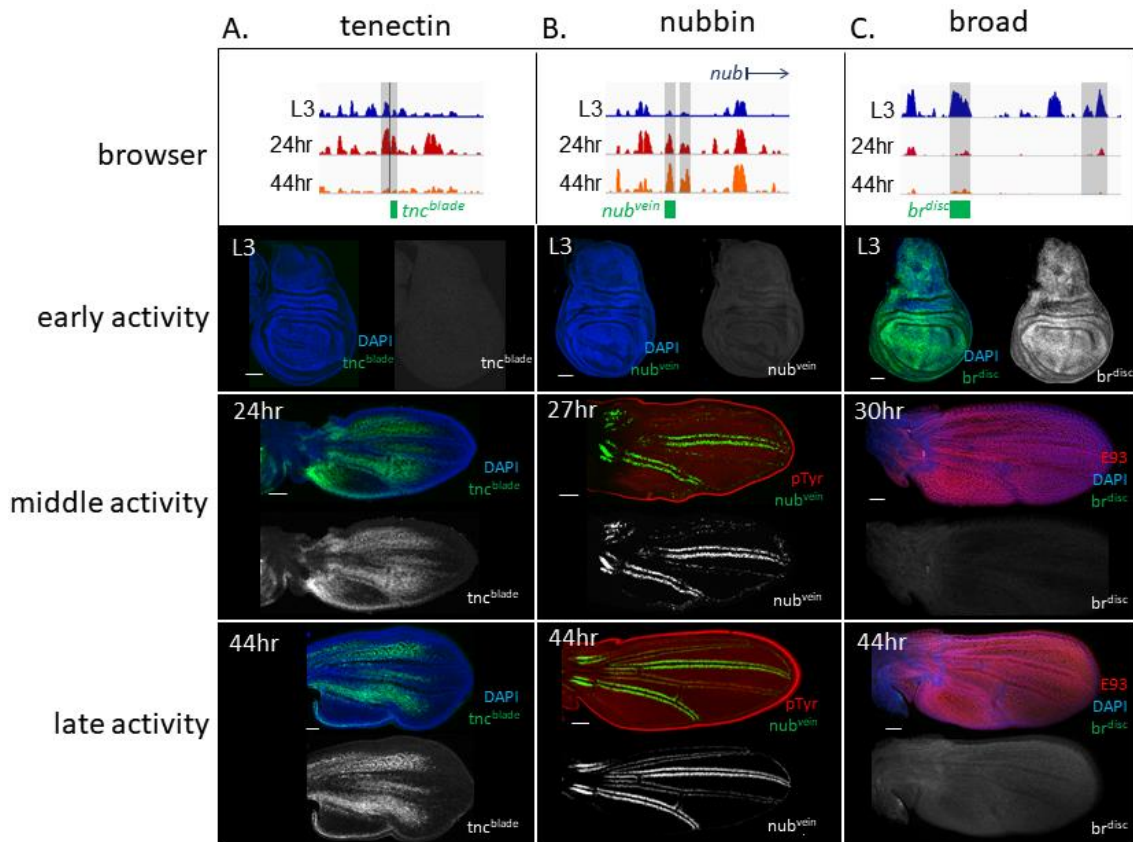 A. tenectin B. nubbin C. broad
browser
L3
24hr
44hr
tnc^blade
nub
L3
24hr
44hr
nub^vein
L3
24hr
44hr
br^disc
early activity
L3
DAPI
tnc^blade
tnc^blade
L3
DAPI
nub^vein
nub^vein
L3
DAPI
br^disc
br^disc
middle activity
24hr
DAPI
tnc^blade
tnc^blade
27hr
pTyr
nub^vein
nub^vein
30hr
E93
DAPI
br^disc
br^disc
late activity
44hr
DAPI
tnc^blade
tnc^blade
44hr
pTyr
nub^vein
nub^vein
44hr
E93
DAPI
br^disc
br^disc